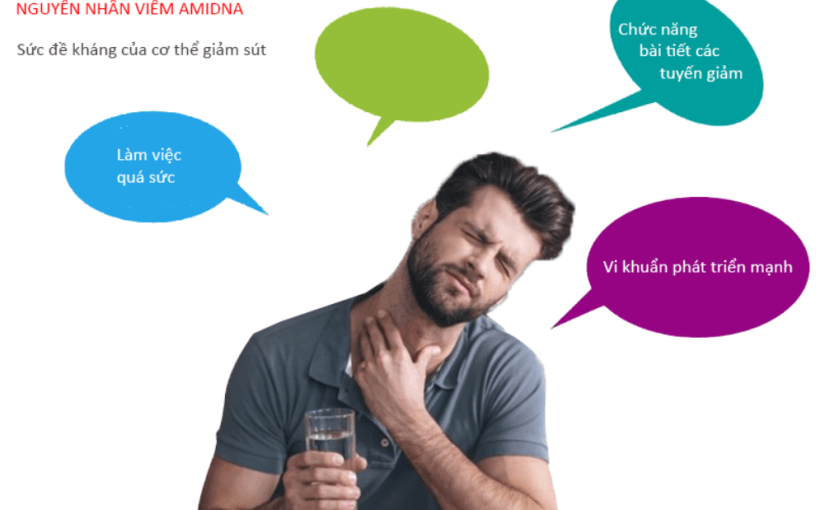 NGUYÊN NHÂN VIÊM AMIDNA
Sức đề kháng của cơ thể giảm sút
Chức năng
bài tiết các
tuyến giảm
Làm việc
quá sức
Vi khuẩn phát triển mạnh